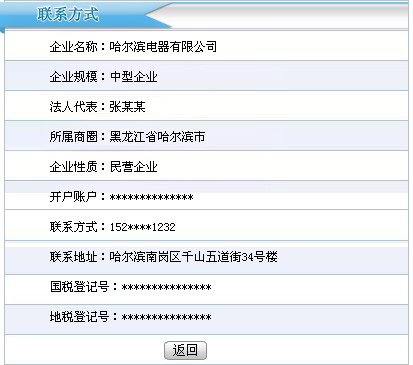 联系方式
企业名称：哈尔滨电器有限公司
企业规模：中型企业
法人代表：张某某
所属商圈：黑龙江省哈尔滨市
企业性质：民营企业
开户账户：**************
联系方式：152****1232
联系地址：哈尔滨南岗区千山五道街34号楼
国税登记号：***************
地税登记号：***************
返回